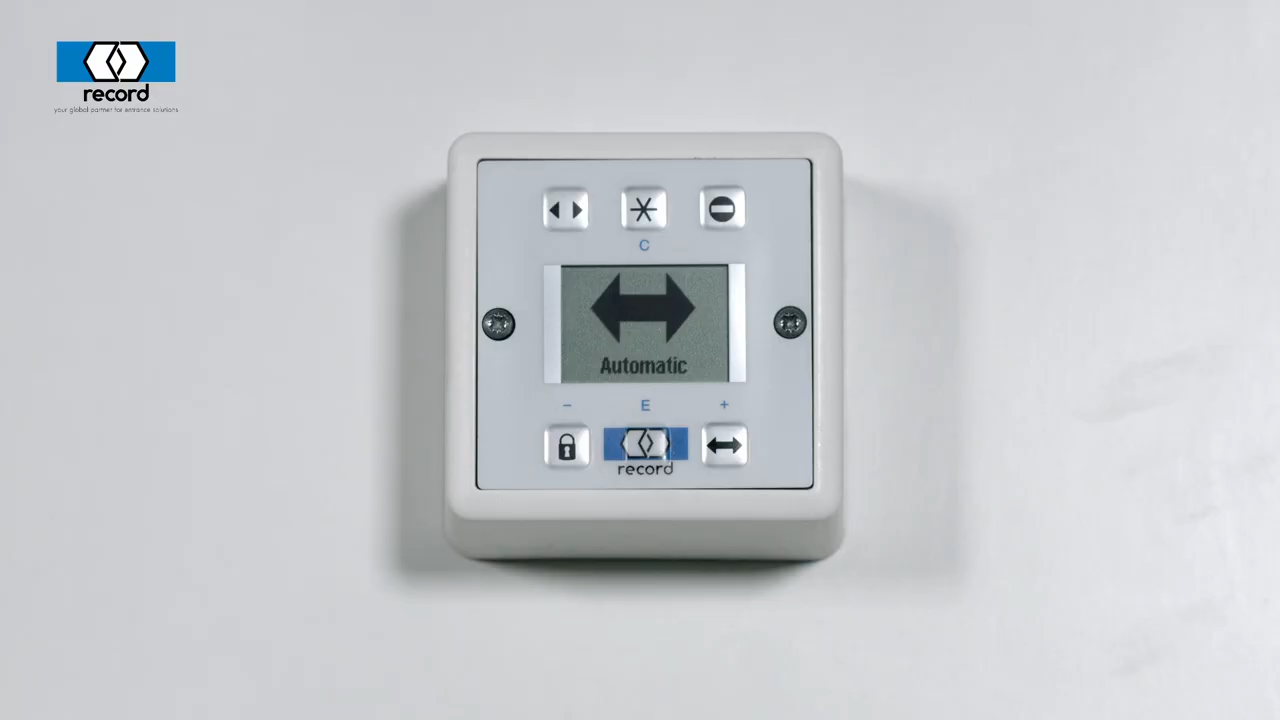 record
your global partner for entrance solutions
C
Automatic
- E +
record